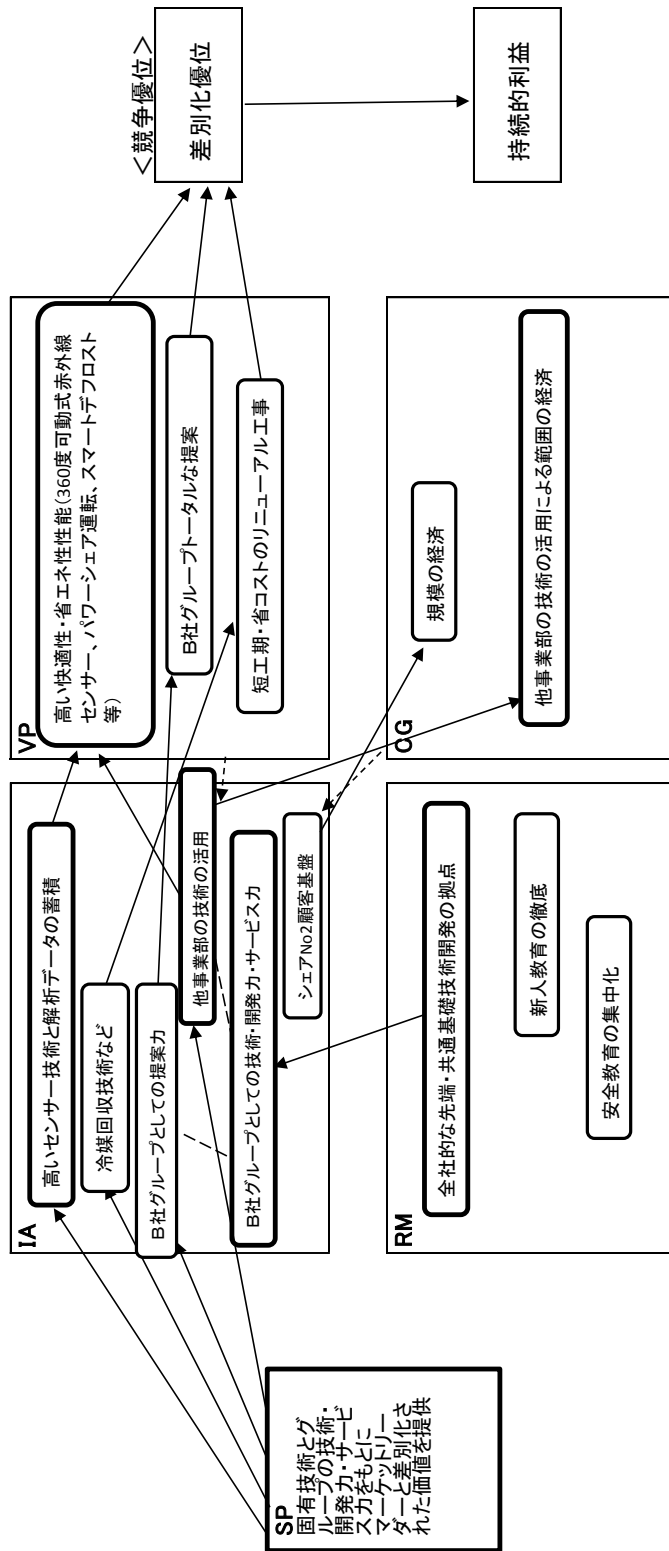 SP
固有技術とグ
ループの技術・
開発力・サービ
ス力をもとに
マーケットリー
ダーと差別化さ
れた価値を提供
IA
高いセンサー技術と解析データの蓄積
冷媒回収技術など
B社グループとしての提案力
他事業部の技術の活用
B社グループとしての技術・開発力・サービス力
シェアNo2顧客基盤
RM
全社的な先端・共通基礎技術開発の拠点
新人教育の徹底
安全教育の集中化
VP
高い快適性・省エネ性性能(360度可動式赤外線
センサー、パワーシェア運転、スマートデフロスト
等)
B社グループトータルな提案
短工期・省コストのリニューアル工事
CG
規模の経済
他事業部の技術の活用による範囲の経済
<競争優位>
差別化優位
持続的利益